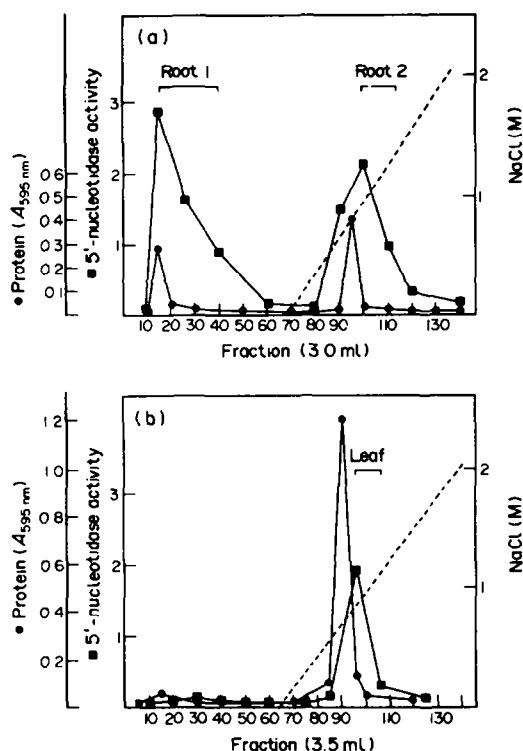 (a)
Root 1
Root 2
3
2
1
0 6
0 5
0 4
0 3
0 2
0 1
2
1
● Protein (A595 nm)
■ 5'-nucleotidase activity
NaCl (M)
10 20 30 40 50 60 70 80 90 110 130
Fraction (3 0 ml)
(b)
Leaf
1.2
1.0
0.8
0.6
0.4
0.2
3
2
1
2
1
● Protein (A595 nm)
■ 5'-nucleotidase activity
NaCl (M)
10 20 30 40 50 60 70 80 90 110 130
Fraction (3.5 ml)